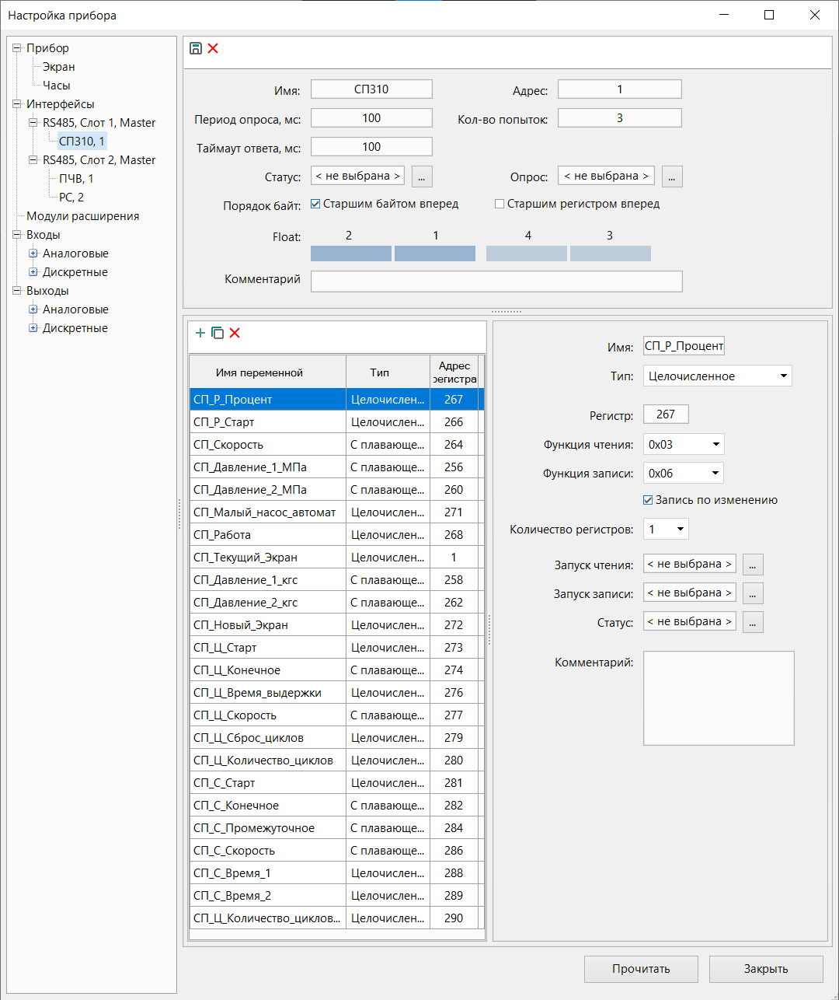 Настройка прибора
Прибор
Экран
Часы
Интерфейсы
RS485, Слот 1, Master
СП310, 1
RS485, Слот 2, Master
ПЧВ, 1
РС, 2
Модули расширения
Входы
Аналоговые
Дискретные
Выходы
Аналоговые
Дискретные
Имя: СП310 Адрес: 1
Период опроса, мс: 100 Кол-во попыток: 3
Таймаут ответа, мс: 100
Статус: < не выбрана > ... Опрос: < не выбрана > ...
Порядок байт: Старшим байтом вперед Старшим регистром вперед
Float: 2 1 4 3
Комментарий
Имя переменной Тип Адрес регистра
СП_Р_Процент Целочислен... 267
СП_Р_Старт Целочислен... 266
СП_Скорость С плавающе... 264
СП_Давление_1_МПа С плавающе... 256
СП_Давление_2_МПа С плавающе... 260
СП_Малый_насос_автомат Целочислен... 271
СП_Работа Целочислен... 268
СП_Текущий_Экран Целочислен... 1
СП_Давление_1_кгс С плавающе... 258
СП_Давление_2_кгс С плавающе... 262
СП_Новый_Экран Целочислен... 272
СП_Ц_Старт Целочислен... 273
СП_Ц_Конечное С плавающе... 274
СП_Ц_Время_выдержки Целочислен... 276
СП_Ц_Скорость С плавающе... 277
СП_Ц_Сброс_циклов Целочислен... 279
СП_Ц_Количество_циклов Целочислен... 280
СП_С_Старт Целочислен... 281
СП_С_Конечное С плавающе... 282
СП_С_Промежуточное С плавающе... 284
СП_С_Скорость С плавающе... 286
СП_С_Время_1 Целочислен... 288
СП_С_Время_2 Целочислен... 289
СП_Ц_Количество_циклов... Целочислен... 290
Имя: СП_Р_Процент
Тип: Целочисленное
Регистр: 267
Функция чтения: 0x03
Функция записи: 0x06
Запись по изменению
Количество регистров: 1
Запуск чтения: < не выбрана > ...
Запуск записи: < не выбрана > ...
Статус: < не выбрана > ...
Комментарий:
Прочитать Закрыть